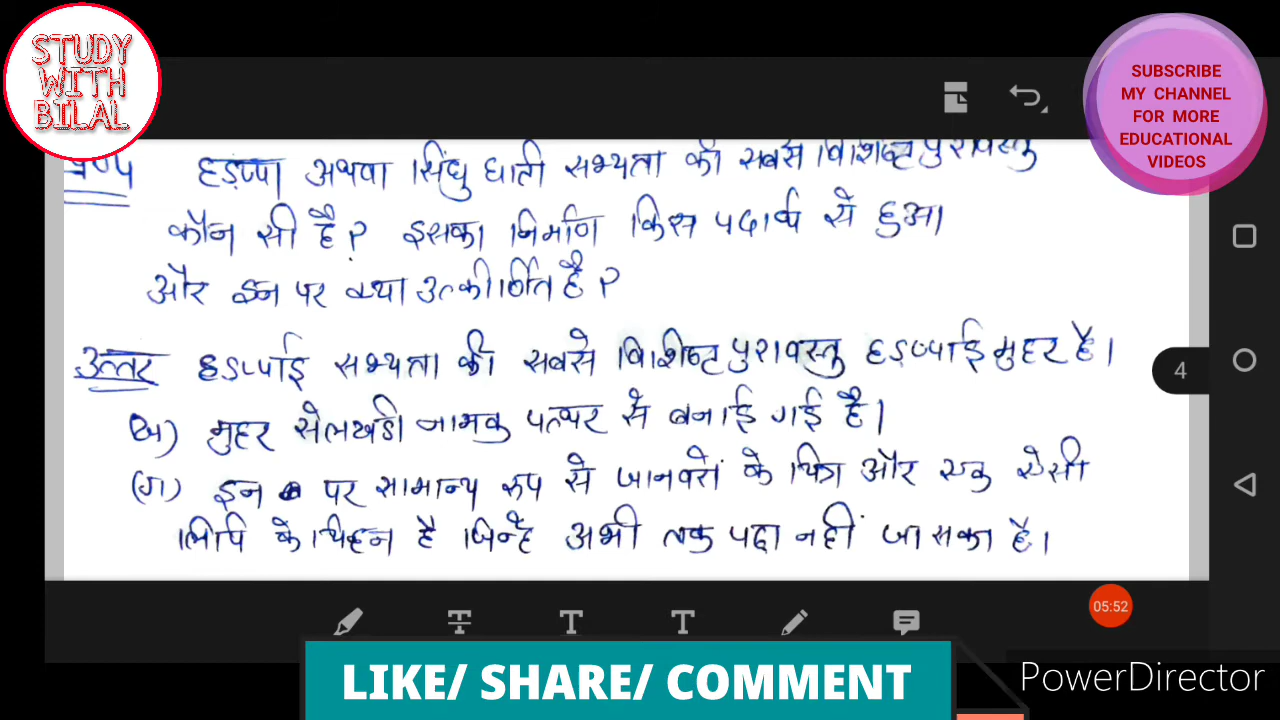 STUDY
WITH
BILAL
SUBSCRIBE
MY CHANNEL
FOR MORE
EDUCATIONAL
VIDEOS
प्र०५ हड़प्पा अथवा सिंधु घाटी सभ्यता की सबसे विशिष्ट पुरावस्तु
कौन सी है? इसका निर्माण किस पदार्थ से हुआ
और इन पर क्या उत्कीर्णित है?
उत्तर हडप्पाई सभ्यता की सबसे विशिष्ट पुरावस्तु हड़प्पाई मुहर है।
ख) मुहर सेलखडी नामक पत्थर से बनाई गई है।
(ग) इन पर सामान्य रूप से जानवरों के चित्र और एक ऐसी
लिपि के चिह्न है जिन्हे अभी तक पढा नहीं जा सका है।
4
05:52
LIKE/ SHARE/ COMMENT
PowerDirector